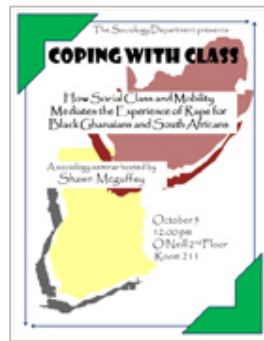 The Sociology Department presents
COPING WITH CLASS
How Social Class and Mobility
Mediates the Experience of Rape for
Black Ghanaians and South Africans
A sociology seminar hosted by
Shawn Mcguffey
October 5
12:00pm
O'Neill 2nd Floor
Room 211